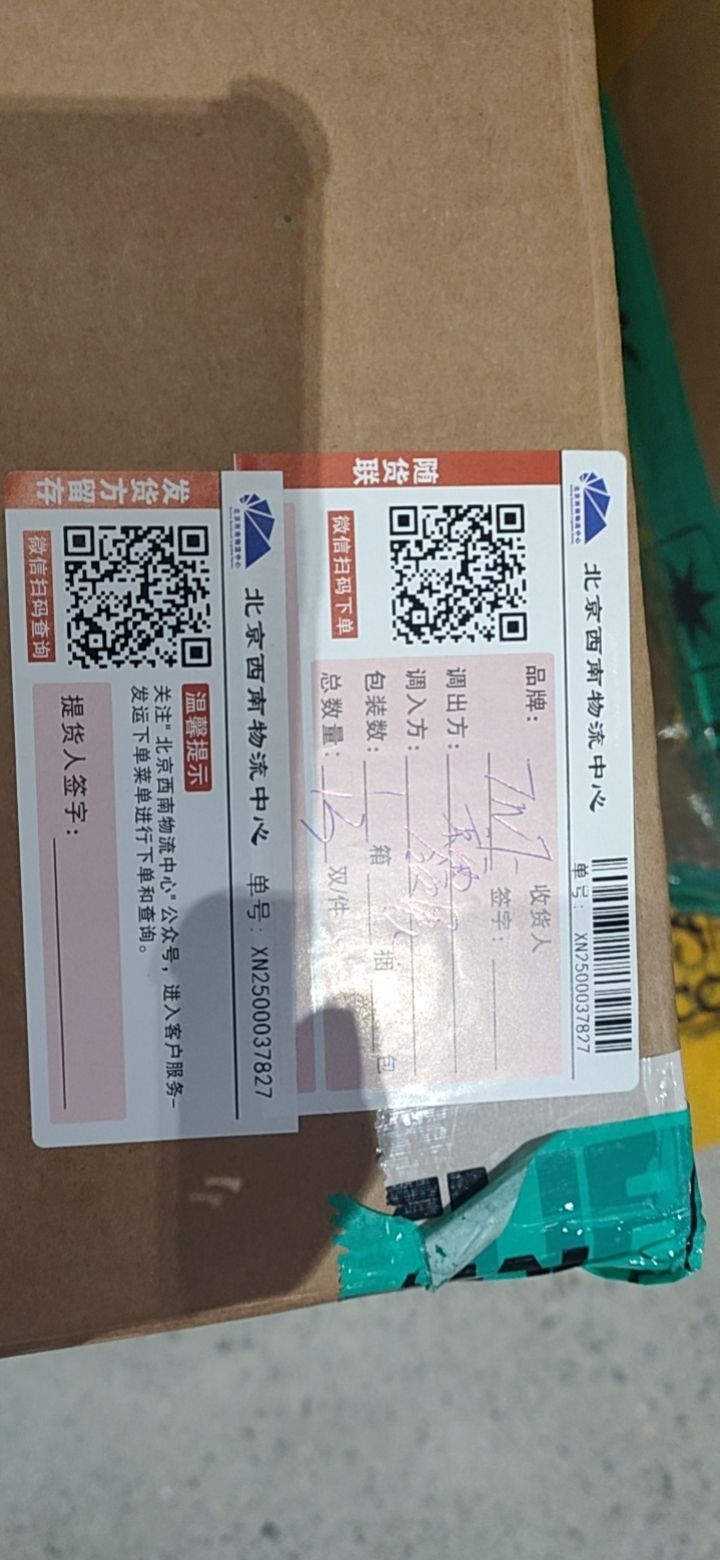 北京西南物流中心
单号: XN2500037827
随货联
微信扫码下单
品牌:
收货人
签字:
调出方:
调入方:
包装数: 1 箱 捆 包
总数量: 13 双/件
北京西南物流中心 单号: XN2500037827
发货方留存
微信扫码查询
温馨提示
关注"北京西南物流中心"公众号，进入客户服务-
发运下单菜单进行下单和查询。
提货人签字: